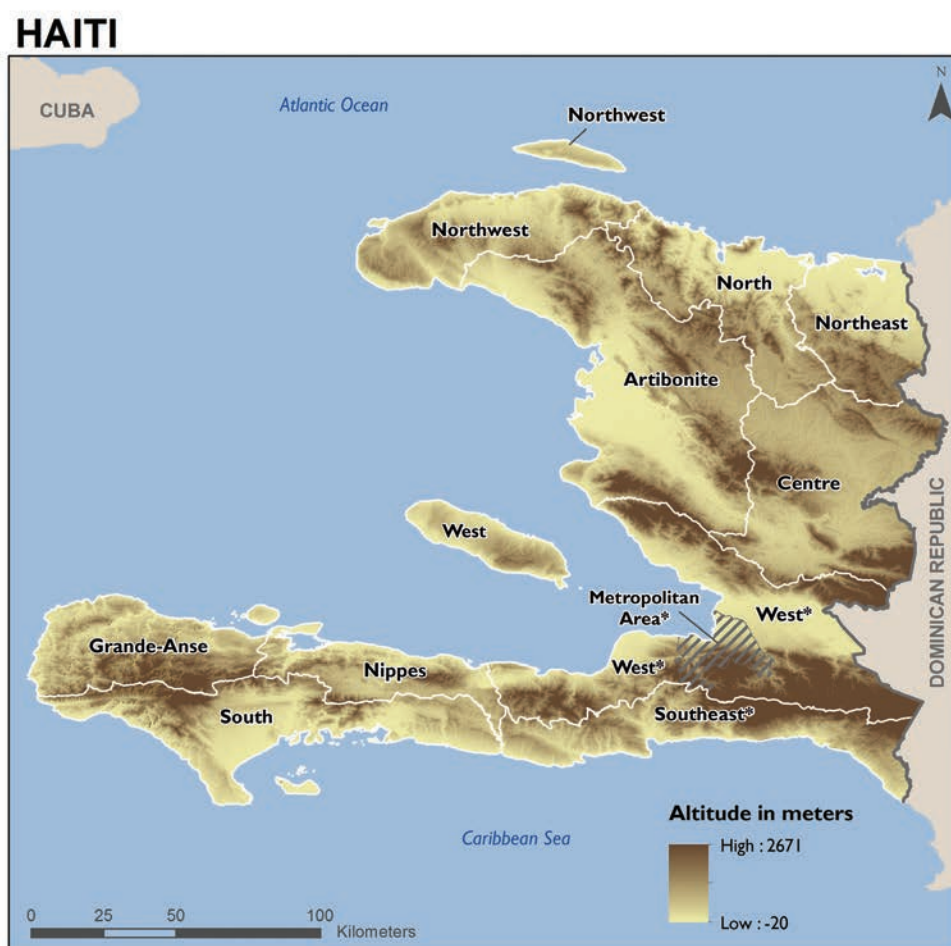 HAITI
CUBA
Atlantic Ocean
N
Northwest
Northwest
North
Northeast
Artibonite
Centre
West
DOMINICAN REPUBLIC
Metropolitan
Area*
West*
Grande-Anse
Nippes
West*
South
Southeast*
Caribbean Sea
Altitude in meters
High : 2671
Low : -20
0 25 50 100
Kilometers